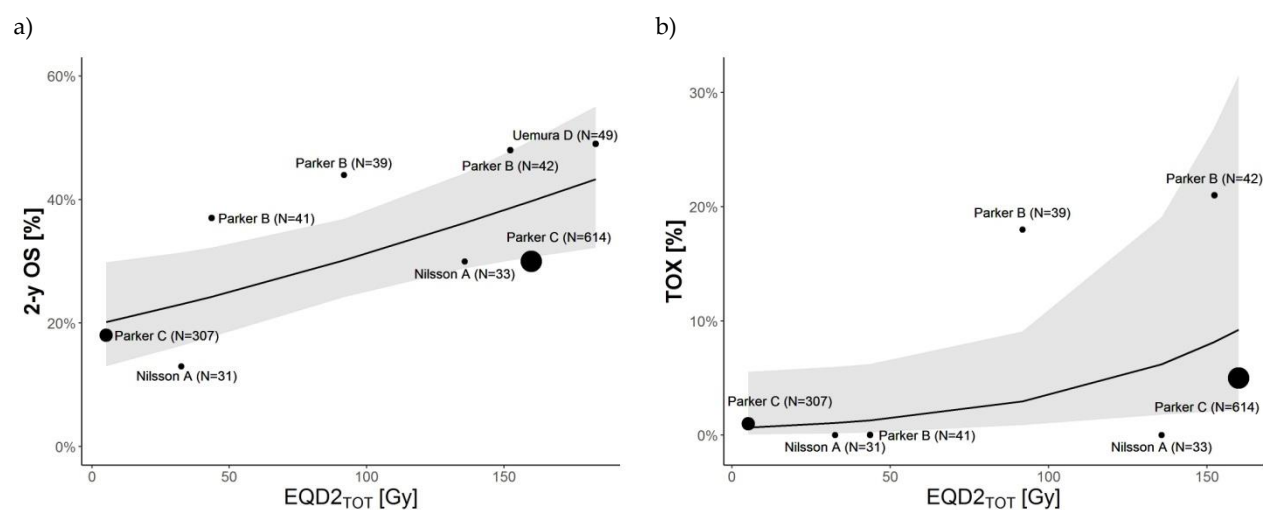 a)
60%
40%
20%
0%
2-y OS [%]
Uemura D (N=49)
Parker B (N=39)
Parker B (N=42)
Parker B (N=41)
Parker C (N=614)
Nilsson A (N=33)
Parker C (N=307)
Nilsson A (N=31)
0
50
100
150
EQD2TOT [Gy]
b)
30%
20%
10%
0%
TOX [%]
Parker B (N=42)
Parker B (N=39)
Parker C (N=307)
Parker C (N=614)
Nilsson A (N=31)
Parker B (N=41)
Nilsson A (N=33)
0
50
100
150
EQD2TOT [Gy]